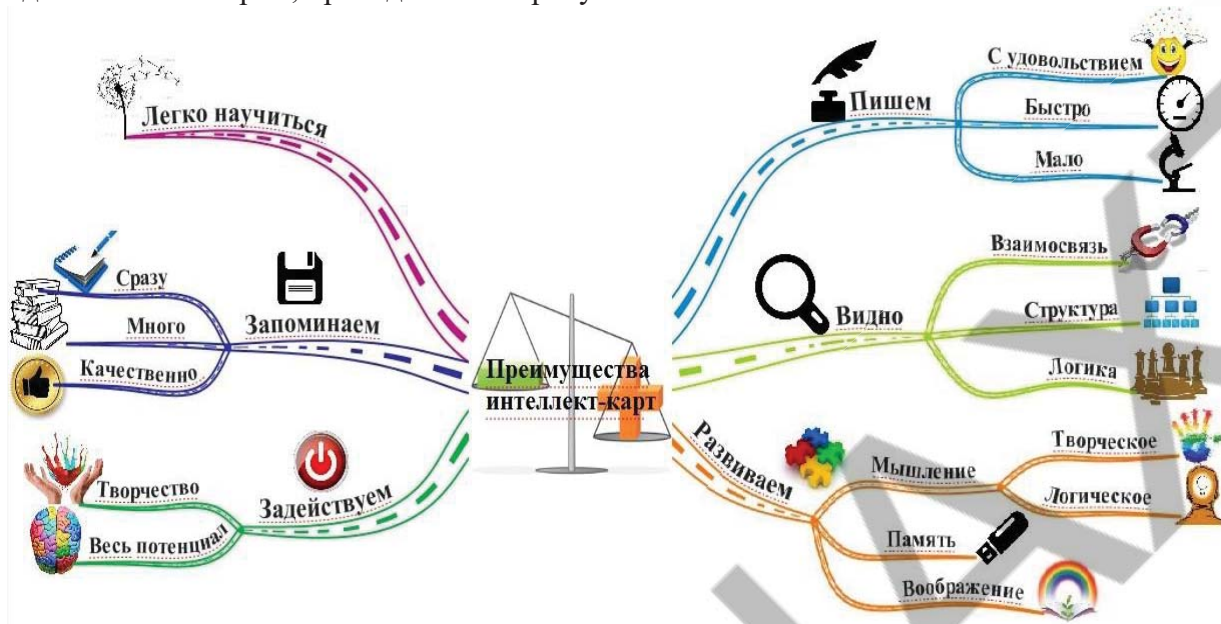 Легко научиться
Запоминаем
Сразу
Много
Качественно
Задействуем
Творчество
Весь потенциал
Преимущества
интеллект-карт
Пишем
С удовольствием
Быстро
Мало
Видно
Взаимосвязь
Структура
Логика
Развиваем
Мышление
Творческое
Логическое
Память
Воображение